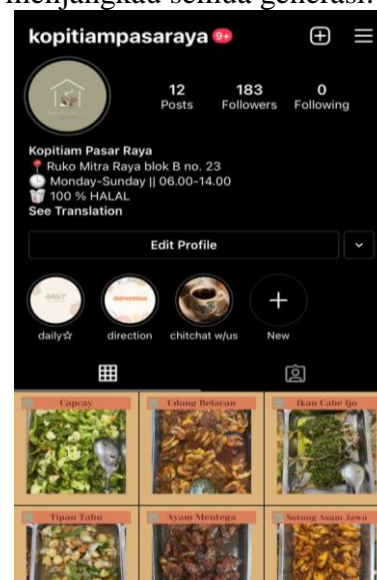 menjangkau semua generasi.
kopitiampasaraya 9+
12 183 0
Posts Followers Following
Kopitiam Pasar Raya
Ruko Mitra Raya blok B no. 23
Monday-Sunday || 06.00-14.00
100 % HALAL
See Translation
Edit Profile
DAILY Direction
daily☆ direction chitchat w/us New
Capcay Udang Belacan Ikan Cabe Ijo
Tipan Tahu Ayam Mentega Sotong Asam Jawa